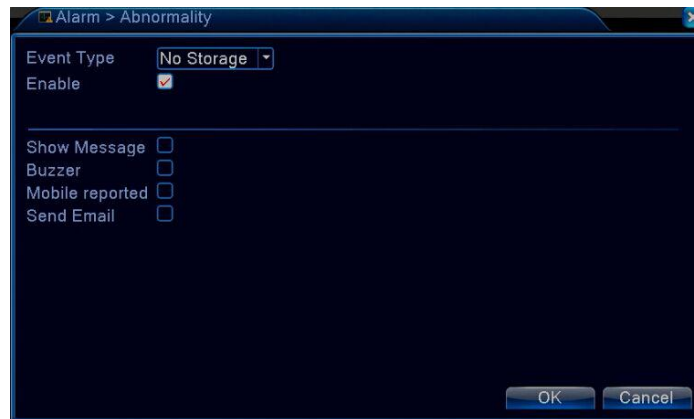 Alarm > Abnormality
Event Type No Storage
Enable
Show Message
Buzzer
Mobile reported
Send Email
OK Cancel